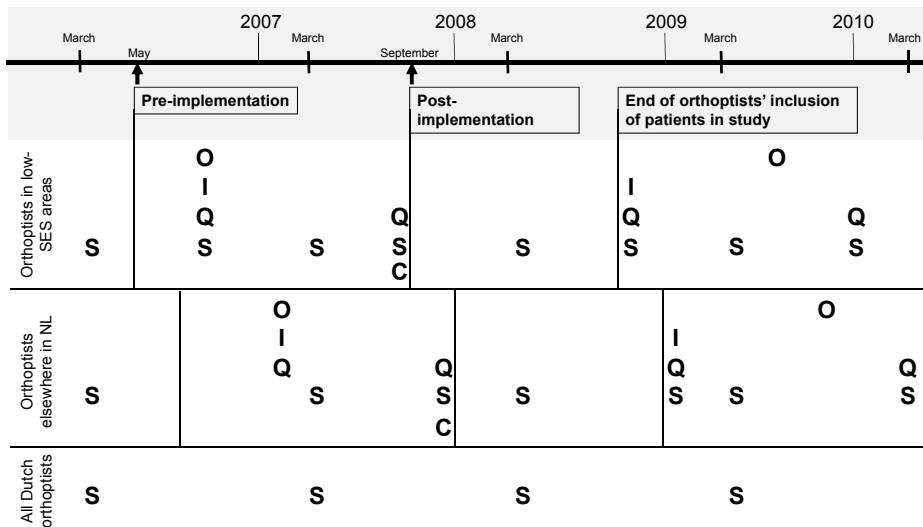 2007 2008 2009 2010
March March March March March
May September
Pre-implementation
Post-
implementation
End of orthoptists' inclusion
of patients in study
Orthoptists in low-
SES areas
O O
I I
Q Q Q Q
S S S S S S S S
C
Orthoptists
elsewhere in NL
O O
I I
Q Q Q Q
S S S S S S S
C
All Dutch
orthoptists
S S S S